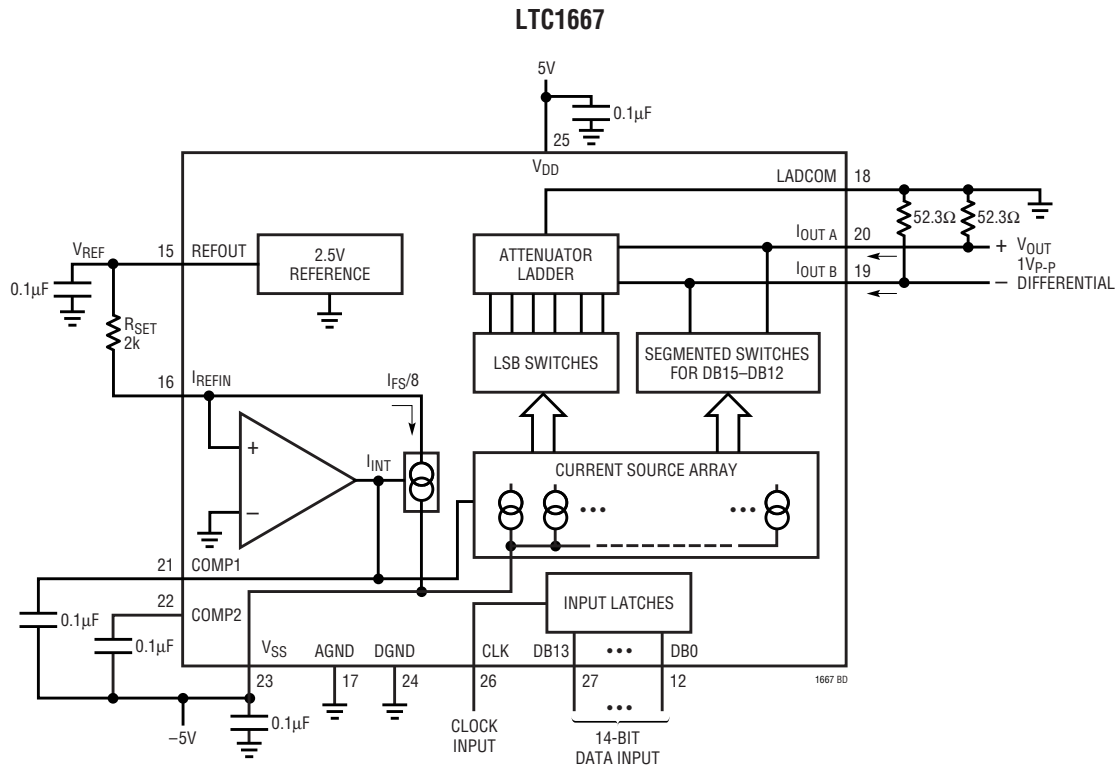 LTC1667
5V
0.1µF
25
VDD
LADCOM
18
52.3Ω
52.3Ω
VREF
15
REFOUT
2.5V
REFERENCE
ATTENUATOR
LADDER
IOUT A
20
+
VOUT
1VP-P
DIFFERENTIAL
IOUT B
19
–
0.1µF
RSET
2k
LSB SWITCHES
SEGMENTED SWITCHES
FOR DB15–DB12
16
IREFIN
IFS/8
+
–
IINT
CURRENT SOURCE ARRAY
•••
•••
21
COMP1
22
COMP2
0.1µF
0.1µF
INPUT LATCHES
VSS
AGND
DGND
CLK
DB13
•••
DB0
23
17
24
26
27
12
1667 BD
–5V
0.1µF
CLOCK
INPUT
•••
14-BIT
DATA INPUT